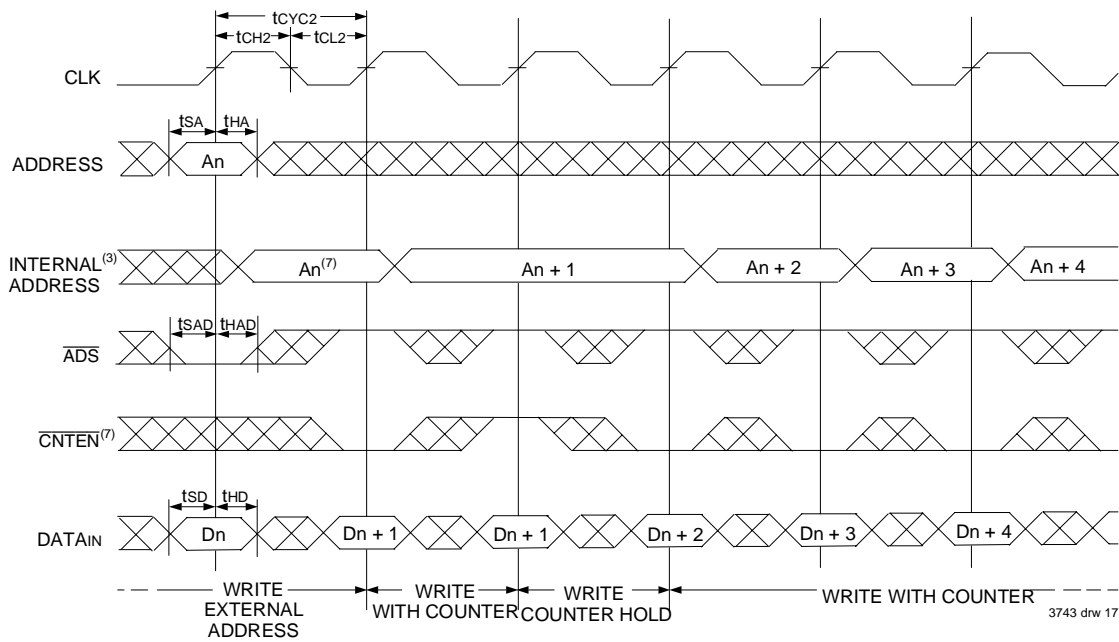 tCYC2
tCH2 tCL2
CLK
tSA tHA
ADDRESS An
INTERNAL(3)
ADDRESS
An(7) An + 1 An + 2 An + 3 An + 4
tSAD tHAD
ADS
CNTEN(7)
tSD tHD
DATAIN Dn Dn + 1 Dn + 1 Dn + 2 Dn + 3 Dn + 4
WRITE
EXTERNAL
ADDRESS
WRITE
WITH COUNTER
WRITE
COUNTER HOLD
WRITE WITH COUNTER
3743 drw 17